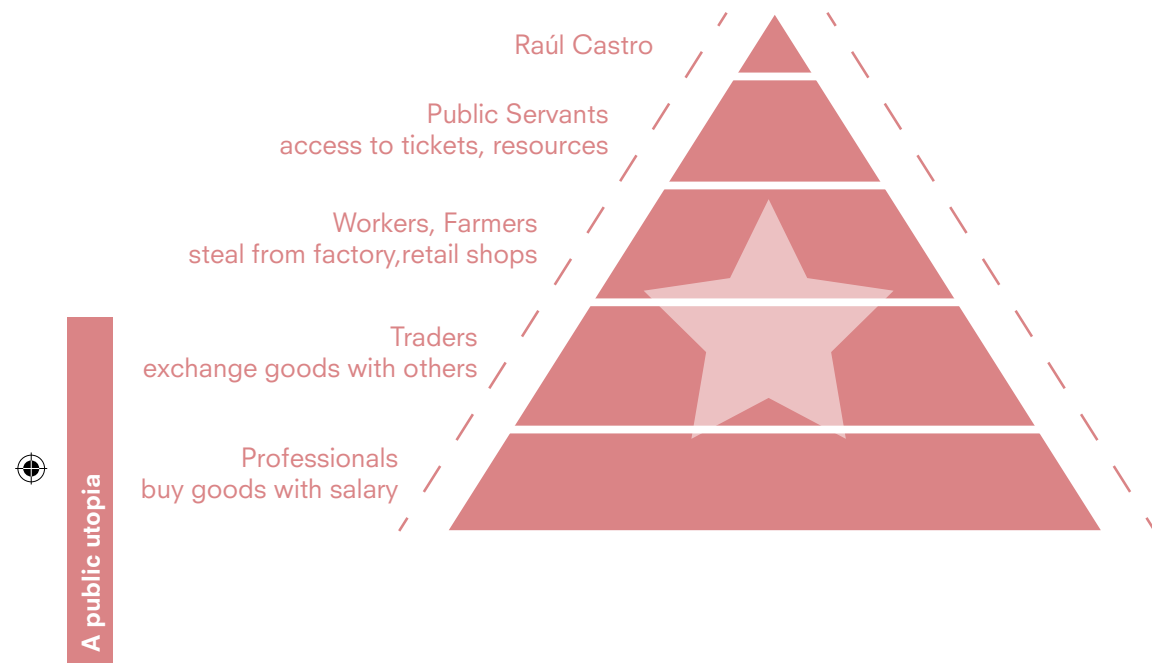 Raúl Castro
Public Servants
access to tickets, resources
Workers, Farmers
steal from factory,retail shops
Traders
exchange goods with others
Professionals
buy goods with salary
A public utopia